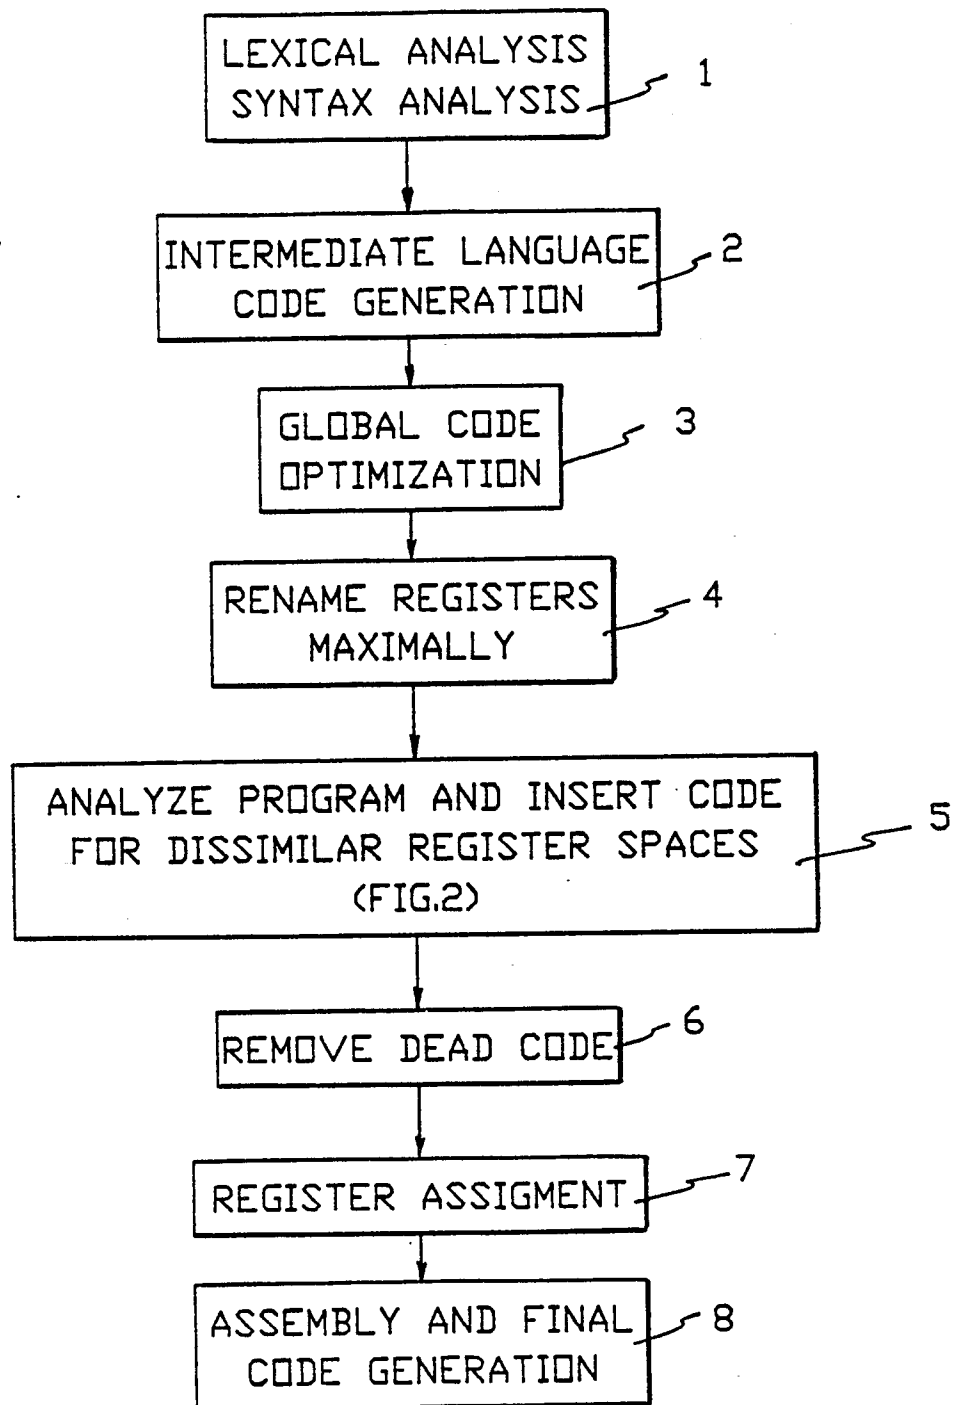 LEXICAL ANALYSIS
SYNTAX ANALYSIS
1
INTERMEDIATE LANGUAGE
CODE GENERATION
2
GLOBAL CODE
OPTIMIZATION
3
RENAME REGISTERS
MAXIMALLY
4
ANALYZE PROGRAM AND INSERT CODE
FOR DISSIMILAR REGISTER SPACES
(FIG.2)
5
REMOVE DEAD CODE
6
REGISTER ASSIGMENT
7
ASSEMBLY AND FINAL
CODE GENERATION
8